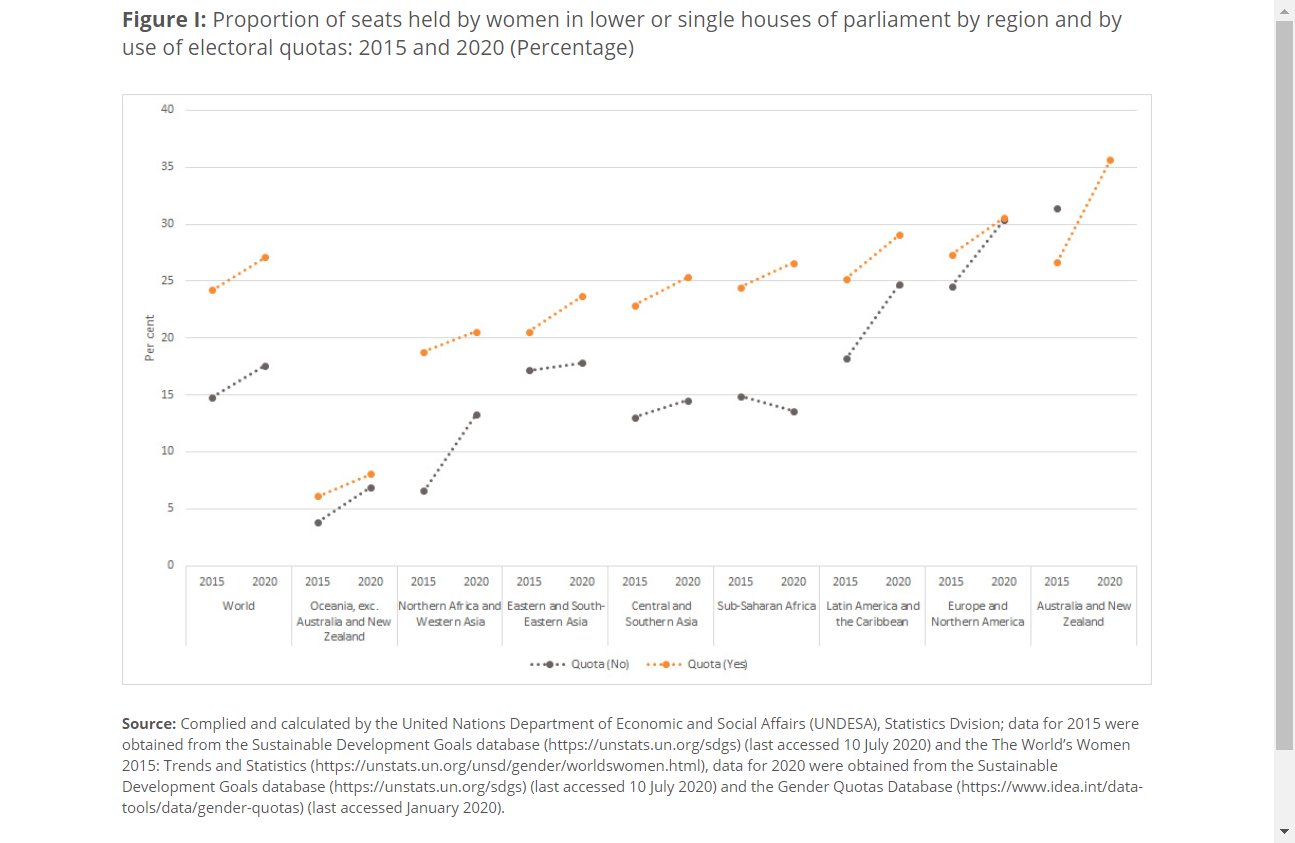 Figure I: Proportion of seats held by women in lower or single houses of parliament by region and by
use of electoral quotas: 2015 and 2020 (Percentage)
40
35
30
25
20
15
10
5
0
Per cent
2015 2020 2015 2020 2015 2020 2015 2020 2015 2020 2015 2020 2015 2020 2015 2020 2015 2020
World
Oceania, exc.
Australia and New
Zealand
Northern Africa and
Western Asia
Eastern and South-
Eastern Asia
Central and
Southern Asia
Sub-Saharan Africa
Latin America and
the Caribbean
Europe and
Northern America
Australia and New
Zealand
Quota (No) Quota (Yes)
Source: Complied and calculated by the United Nations Department of Economic and Social Affairs (UNDESA), Statistics Dvision; data for 2015 were
obtained from the Sustainable Development Goals database (https://unstats.un.org/sdgs) (last accessed 10 July 2020) and the The World’s Women
2015: Trends and Statistics (https://unstats.un.org/unsd/gender/worldswomen.html), data for 2020 were obtained from the Sustainable
Development Goals database (https://unstats.un.org/sdgs) (last accessed 10 July 2020) and the Gender Quotas Database (https://www.idea.int/data-
tools/data/gender-quotas) (last accessed January 2020).